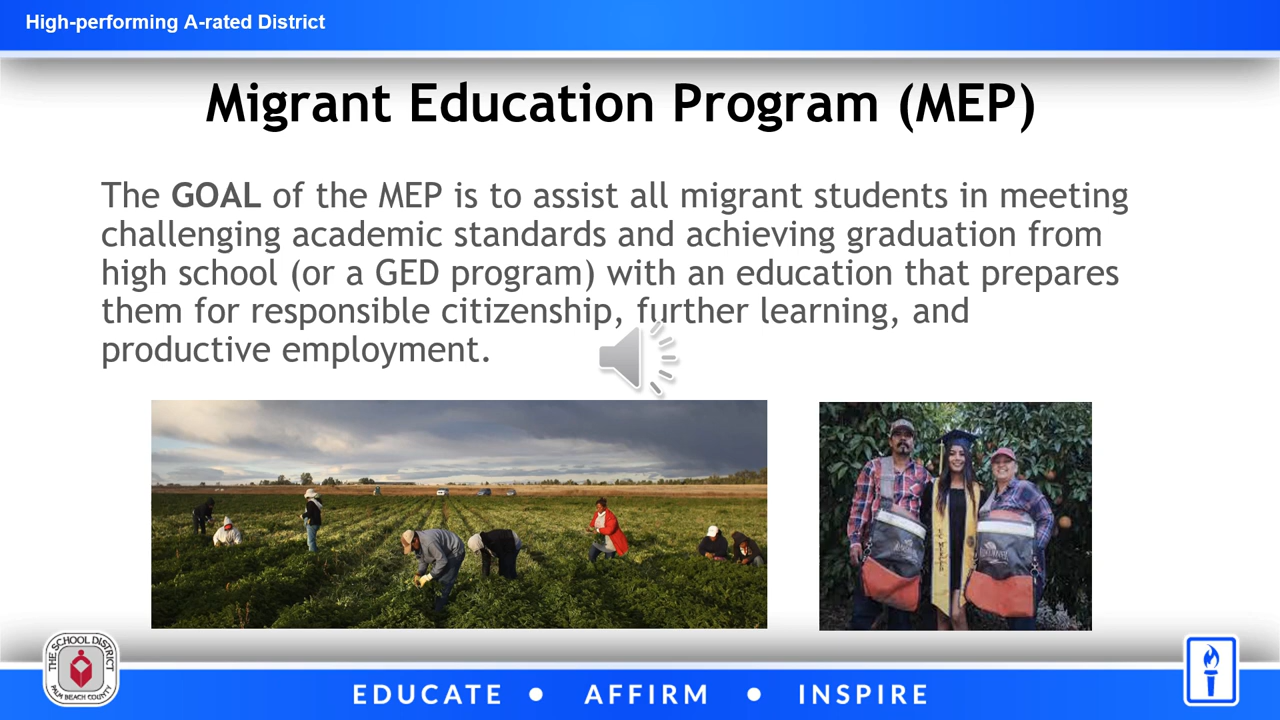 High-performing A-rated District
Migrant Education Program (MEP)
The GOAL of the MEP is to assist all migrant students in meeting
challenging academic standards and achieving graduation from
high school (or a GED program) with an education that prepares
them for responsible citizenship, further learning, and
productive employment.
THE SCHOOL DISTRICT
PALM BEACH COUNTY
EDUCATE ● AFFIRM ● INSPIRE